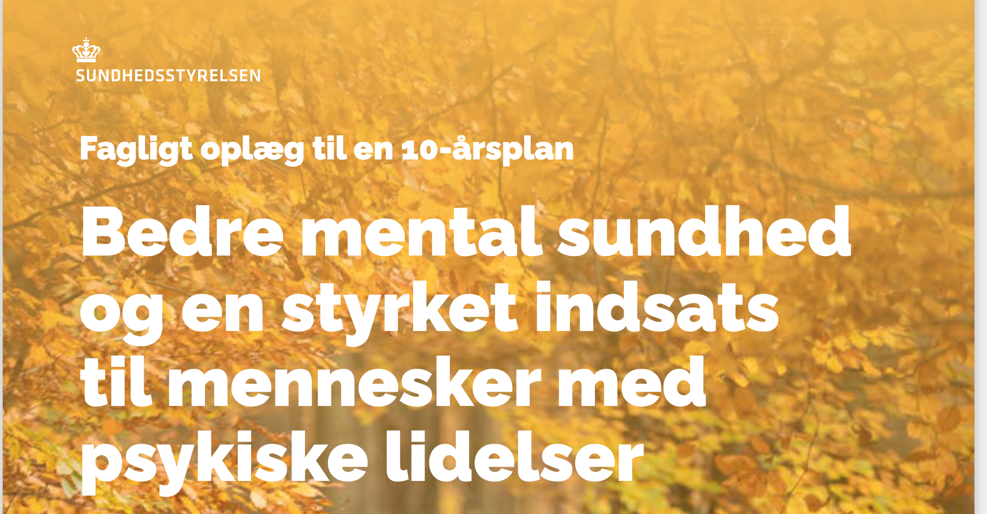 SUNDHEDSSTYRELSEN
Fagligt oplæg til en 10-årsplan
Bedre mental sundhed
og en styrket indsats
til mennesker med
psykiske lidelser